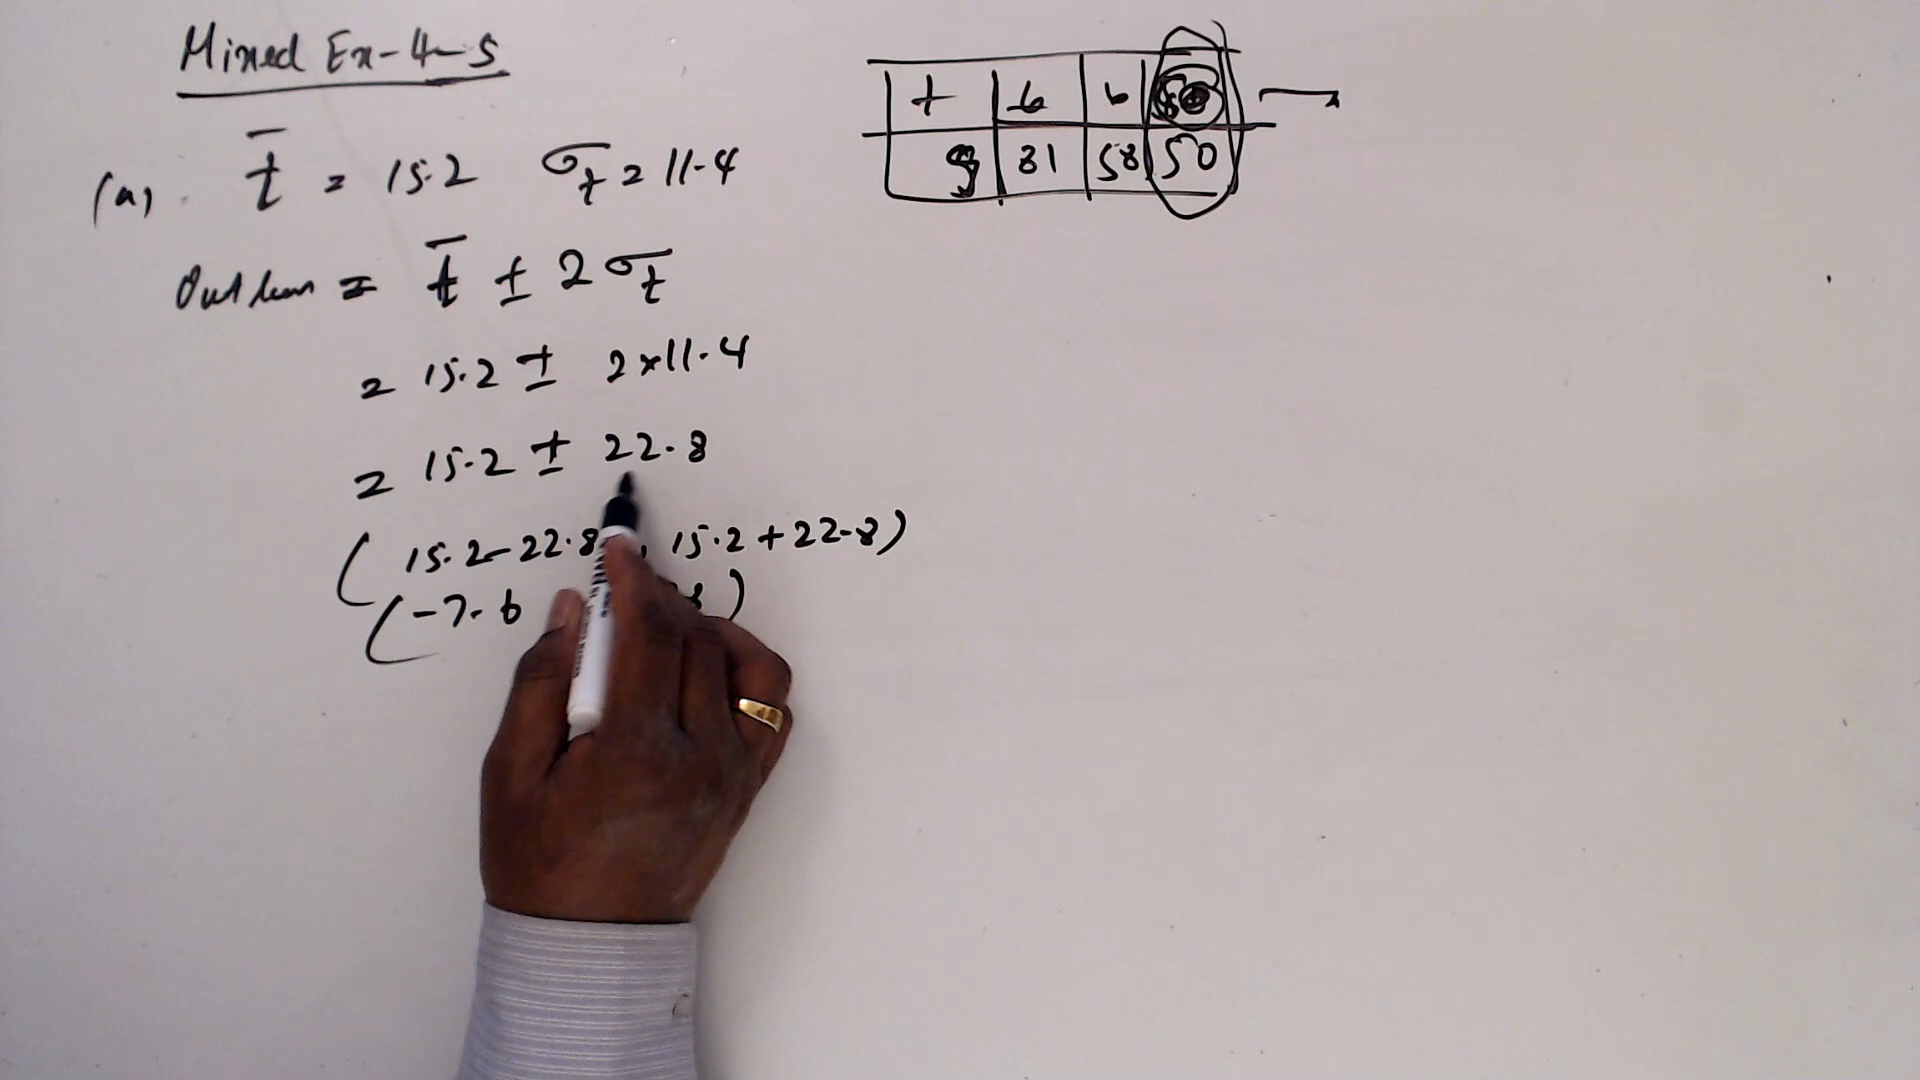 Mixed Ex-4-5
(a). t̄ = 15.2 σt = 11.4
Outliers = t̄ ± 2σt
= 15.2 ± 2×11.4
= 15.2 ± 22.8
(15.2-22.8, 15.2+22.8)
(-7.6 8)
t 6 6
g 31 58 50